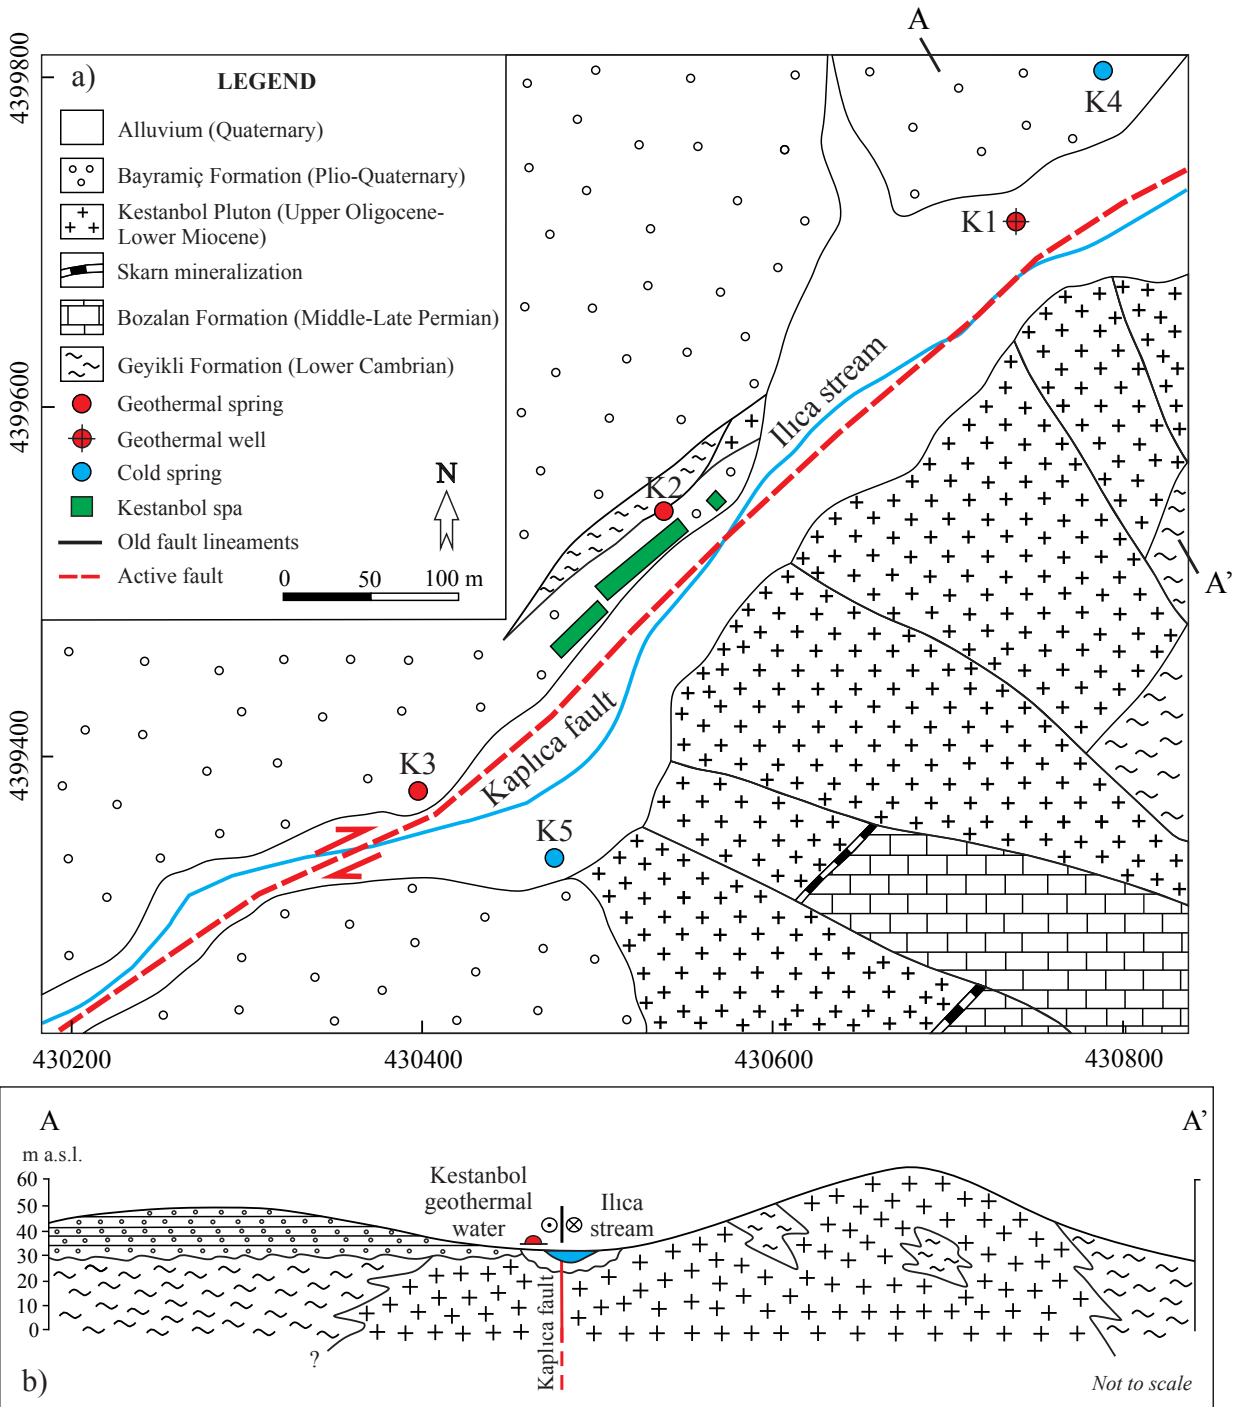 A
4399800
4399600
4399400
a)
LEGEND
Alluvium (Quaternary)
Bayramiç Formation (Plio-Quaternary)
Kestanbol Pluton (Upper Oligocene-
Lower Miocene)
Skarn mineralization
Bozalan Formation (Middle-Late Permian)
Geyikli Formation (Lower Cambrian)
Geothermal spring
Geothermal well
Cold spring
Kestanbol spa
Old fault lineaments
Active fault
N
0 50 100 m
K4
K1
Ilıca stream
K2
A’
Kaplıca fault
K3
K5
430200 430400 430600 430800
A A’
m a.s.l.
60
50
40
30
20
10
0
Kestanbol
geothermal
water
Ilıca
stream
Kaplıca fault
?
b)
Not to scale